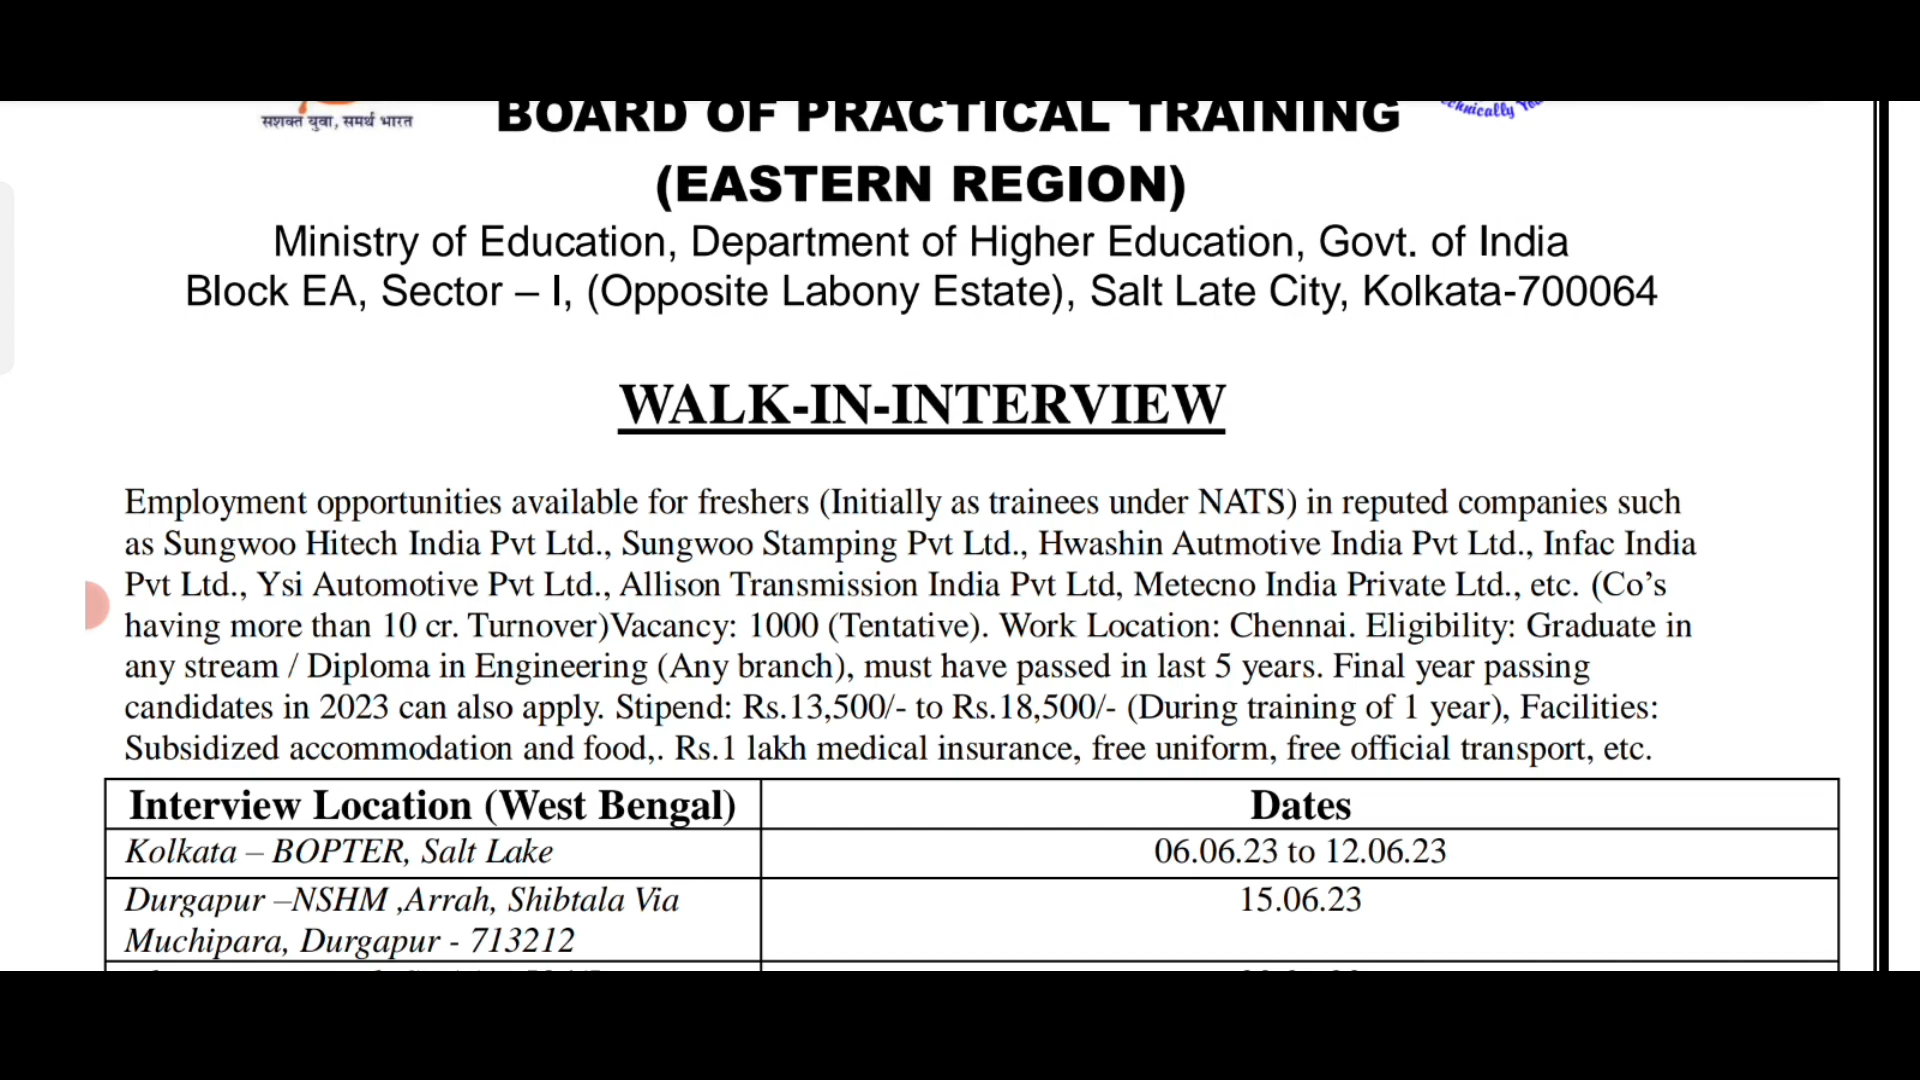 सशक्त युवा, समर्थ भारत
BOARD OF PRACTICAL TRAINING
(EASTERN REGION)
Ministry of Education, Department of Higher Education, Govt. of India
Block EA, Sector – I, (Opposite Labony Estate), Salt Late City, Kolkata-700064
WALK-IN-INTERVIEW
Employment opportunities available for freshers (Initially as trainees under NATS) in reputed companies such
as Sungwoo Hitech India Pvt Ltd., Sungwoo Stamping Pvt Ltd., Hwashin Autmotive India Pvt Ltd., Infac India
Pvt Ltd., Ysi Automotive Pvt Ltd., Allison Transmission India Pvt Ltd, Metecno India Private Ltd., etc. (Co’s
having more than 10 cr. Turnover)Vacancy: 1000 (Tentative). Work Location: Chennai. Eligibility: Graduate in
any stream / Diploma in Engineering (Any branch), must have passed in last 5 years. Final year passing
candidates in 2023 can also apply. Stipend: Rs.13,500/- to Rs.18,500/- (During training of 1 year), Facilities:
Subsidized accommodation and food,. Rs.1 lakh medical insurance, free uniform, free official transport, etc.
Interview Location (West Bengal) Dates
Kolkata – BOPTER, Salt Lake 06.06.23 to 12.06.23
Durgapur –NSHM ,Arrah, Shibtala Via 15.06.23
Muchipara, Durgapur - 713212